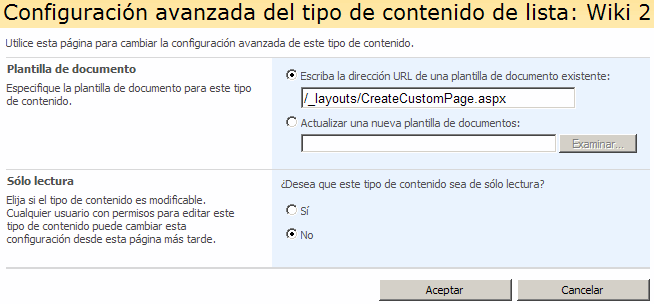 Configuración avanzada del tipo de contenido de lista: Wiki 2
Utilice esta página para cambiar la configuración avanzada de este tipo de contenido.
Plantilla de documento
Especifique la plantilla de documento para este tipo
de contenido.
Escriba la dirección URL de una plantilla de documento existente:
/_layouts/CreateCustomPage.aspx
Actualizar una nueva plantilla de documentos:
Examinar...
Sólo lectura
Elija si el tipo de contenido es modificable.
Cualquier usuario con permisos para editar este
tipo de contenido puede cambiar esta
configuración desde esta página más tarde.
¿Desea que este tipo de contenido sea de sólo lectura?
Sí
No
Aceptar
Cancelar